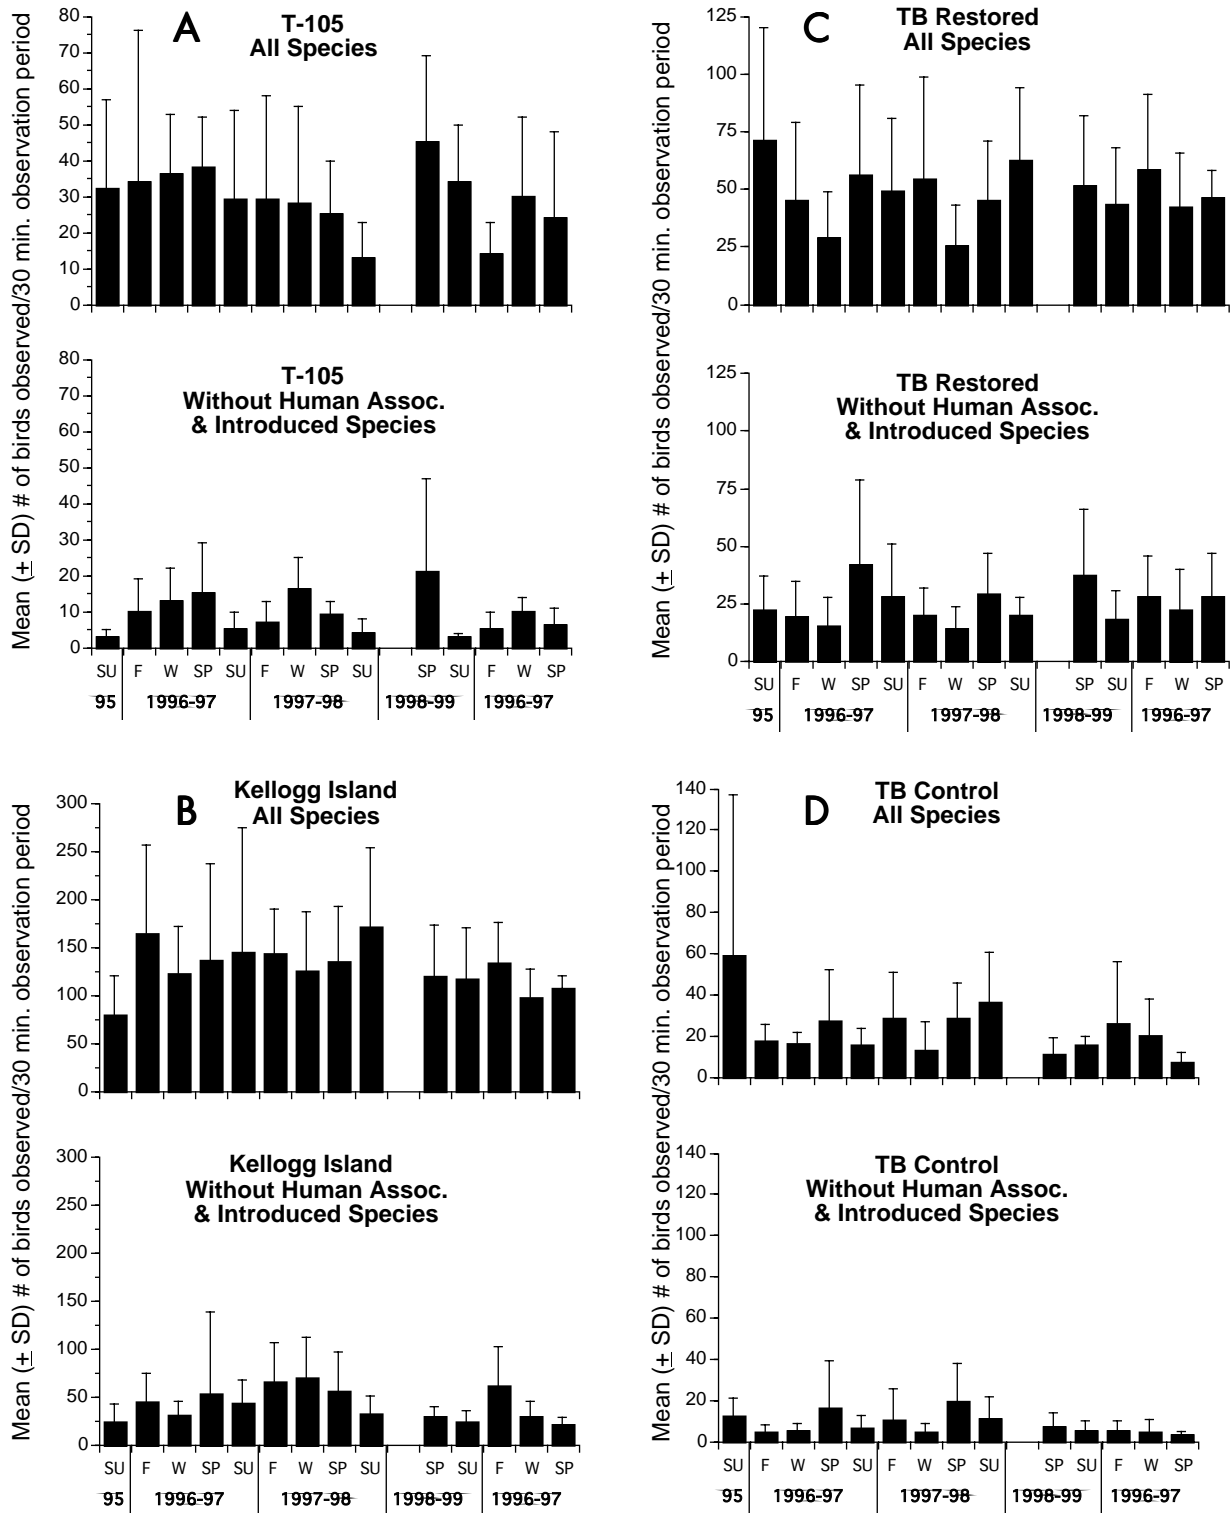 A
T-105
All Species
Mean (± SD) # of birds observed/30 min. observation period
80
70
60
50
40
30
20
10
0
T-105
Without Human Assoc.
& Introduced Species
80
70
60
50
40
30
20
10
0
SU F W SP SU F W SP SU SP SU F W SP
95 1996-97 1997-98 1998-99 1996-97
C
TB Restored
All Species
Mean (± SD) # of birds observed/30 min. observation period
125
100
75
50
25
0
TB Restored
Without Human Assoc.
& Introduced Species
125
100
75
50
25
0
SU F W SP SU F W SP SU SP SU F W SP
95 1996-97 1997-98 1998-99 1996-97
B
Kellogg Island
All Species
Mean (± SD) # of birds observed/30 min. observation period
300
250
200
150
100
50
0
Kellogg Island
Without Human Assoc.
& Introduced Species
300
250
200
150
100
50
0
SU F W SP SU F W SP SU SP SU F W SP
95 1996-97 1997-98 1998-99 1996-97
D
TB Control
All Species
Mean (± SD) # of birds observed/30 min. observation period
140
120
100
80
60
40
20
0
TB Control
Without Human Assoc.
& Introduced Species
140
120
100
80
60
40
20
0
SU F W SP SU F W SP SU SP SU F W SP
95 1996-97 1997-98 1998-99 1996-97